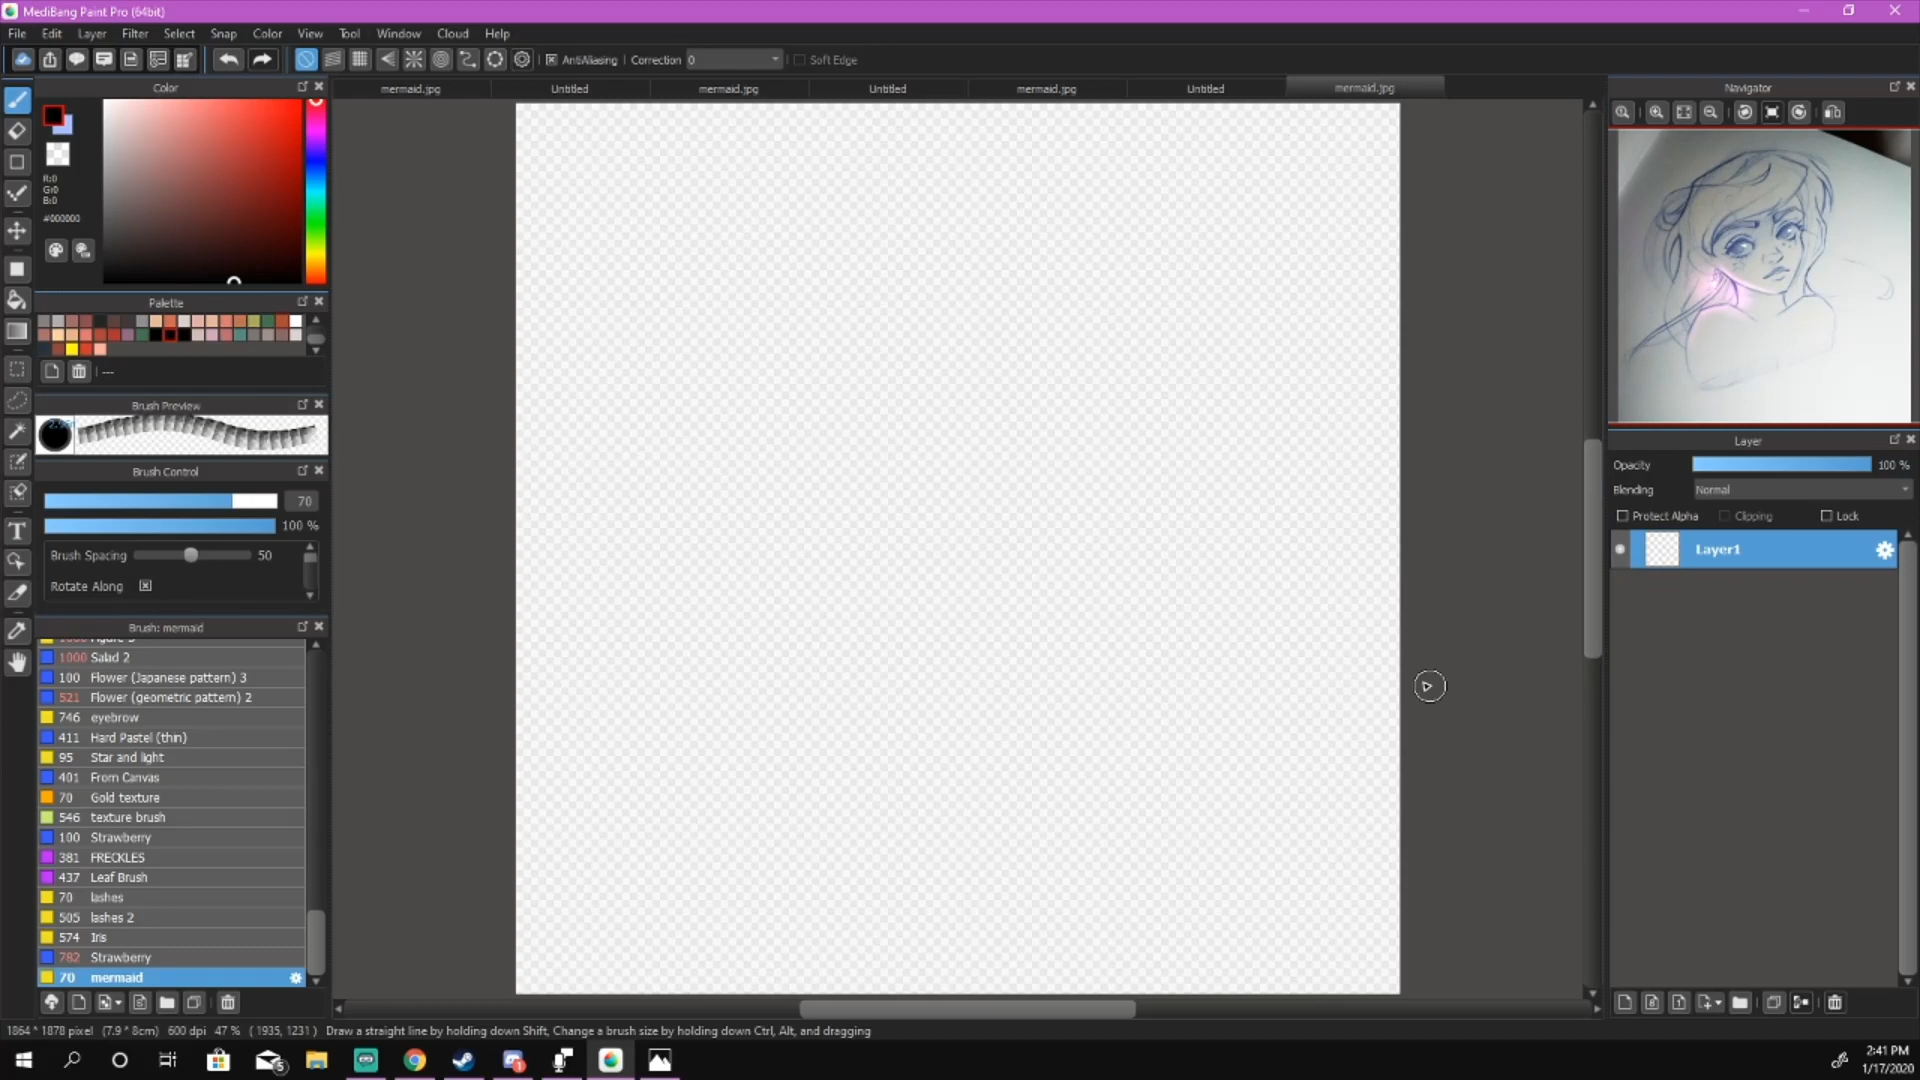 MediBang Paint Pro (64bit)
File Edit Layer Filter Select Snap Color View Tool Window Cloud Help
AntiAliasing Correction 0 Soft Edge
Color
mermaid.jpg Untitled mermaid.jpg Untitled mermaid.jpg Untitled mermaid.jpg
Navigator
R:0
G:0
B:0
#000000
Palette
---
Brush Preview
Brush Control
70
100 %
Brush Spacing 50
Rotate Along
Brush: mermaid
1000 Salad 2
100 Flower (Japanese pattern) 3
521 Flower (geometric pattern) 2
746 eyebrow
411 Hard Pastel (thin)
95 Star and light
401 From Canvas
70 Gold texture
546 texture brush
100 Strawberry
381 FRECKLES
437 Leaf Brush
70 lashes
505 lashes 2
574 Iris
782 Strawberry
70 mermaid
Layer
Opacity 100 %
Blending Normal
Protect Alpha Clipping Lock
Layer1
1864 * 1878 pixel (7.9 * 8cm) 600 dpi 47 % ( 1935, 1231 ) Draw a straight line by holding down Shift, Change a brush size by holding down Ctrl, Alt, and dragging
5
1
2:41 PM
1/17/2020